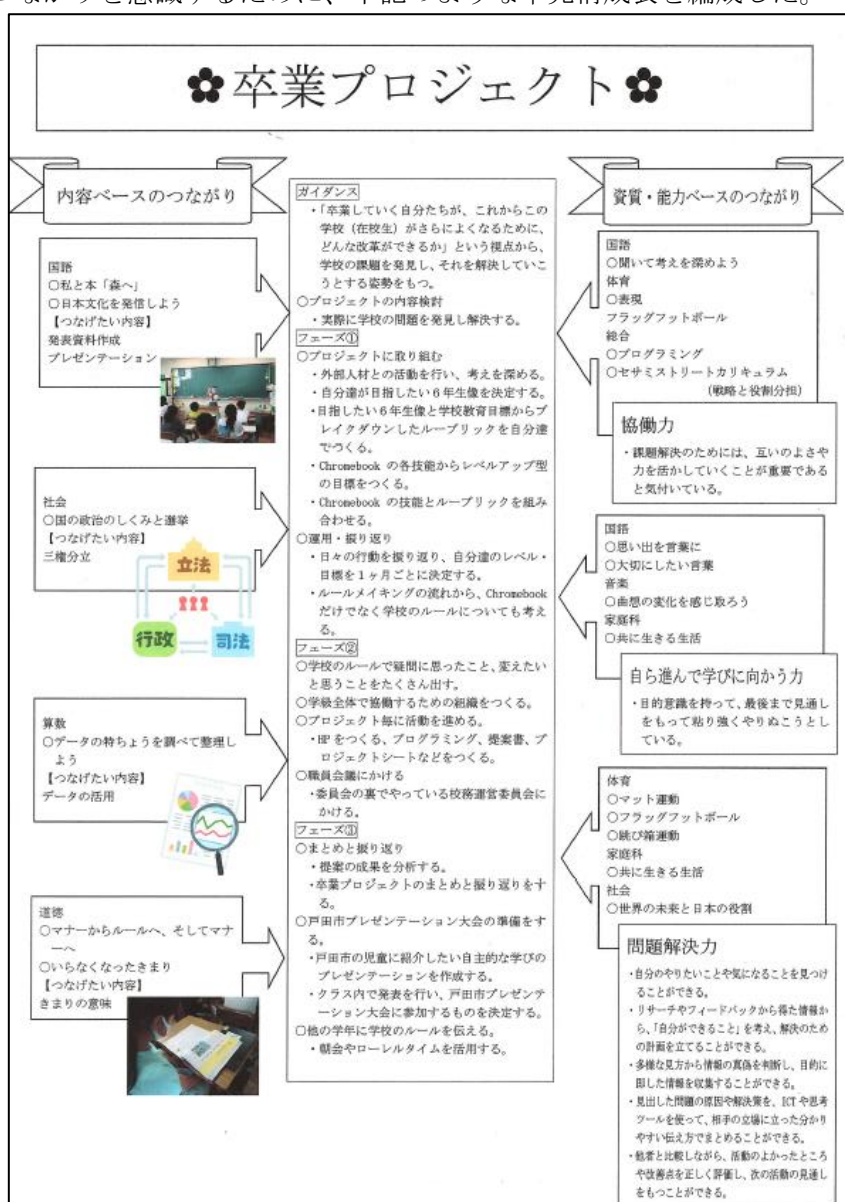 つながりを意識するために、下記のような単元構成表を編成した。
✿卒業プロジェクト✿
内容ベースのつながり
国語
○私と本「森へ」
○日本文化を発信しよう
【つなげたい内容】
発表資料作成
プレゼンテーション
社会
○国の政治のしくみと選挙
【つなげたい内容】
三権分立
立法
行政
司法
算数
○データの特ちょうを調べて整理し
よう
【つなげたい内容】
データの活用
道徳
○マナーからルールへ、そしてマナ
ーへ
○いらなくなったきまり
【つなげたい内容】
きまりの意味
ガイダンス
・「卒業していく自分たちが、これからこの
学校（在校生）がさらによくなるために、
どんな改革ができるか」という視点から、
学校の課題を発見し、それを解決していこ
うとする姿勢をもつ。
○プロジェクトの内容検討
・実際に学校の問題を発見し解決する。
フェーズ①
○プロジェクトに取り組む
・外部人材との活動を行い、考えを深める。
・自分達が目指したい６年生像を決定する。
・目指したい６年生像と学校教育目標からブ
レイクダウンしたルーブリックを自分達
でつくる。
・Chromebook の各技能からレベルアップ型
の目標をつくる。
・Chromebook の技能とルーブリックを組み
合わせる。
○運用・振り返り
・日々の行動を振り返り、自分達のレベル・
目標を１ヶ月ごとに決定する。
・ルールメイキングの流れから、Chromebook
だけでなく学校のルールについても考え
る。
フェーズ②
○学校のルールで疑問に思ったこと、変えたい
と思うことをたくさん出す。
○学級全体で協働するための組織をつくる。
○プロジェクト毎に活動を進める。
・HP をつくる、プログラミング、提案書、プ
ロジェクトシートなどをつくる。
○職員会議にかける
・委員会の裏でやっている校務運営委員会に
かける。
フェーズ③
○まとめと振り返り
・提案の成果を分析する。
・卒業プロジェクトのまとめと振り返りをす
る。
○戸田市プレゼンテーション大会の準備をす
る。
・戸田市の児童に紹介したい自主的な学びの
プレゼンテーションを作成する。
・クラス内で発表を行い、戸田市プレゼンテ
ーション大会に参加するものを決定する。
○他の学年に学校のルールを伝える。
・朝会やローレルタイムを活用する。
資質・能力ベースのつながり
国語
○聞いて考えを深めよう
体育
○表現
フラッグフットボール
総合
○プログラミング
○セサミストリートカリキュラム
(戦略と役割分担)
協働力
・課題解決のためには、互いのよさや
力を活かしていくことが重要である
と気付いている。
国語
○思い出を言葉に
○大切にしたい言葉
音楽
○曲想の変化を感じ取ろう
家庭科
○共に生きる生活
自ら進んで学びに向かう力
・目的意識を持って、最後まで見通し
をもって粘り強くやりぬこうとし
ている。
体育
○マット運動
○フラッグフットボール
○跳び箱運動
家庭科
○共に生きる生活
社会
○世界の未来と日本の役割
問題解決力
・自分のやりたいことや気になることを見つけ
ることができる。
・リサーチやフィードバックから得た情報か
ら、「自分ができること」を考え、解決のため
の計画を立てることができる。
・多様な見方から情報の真偽を判断し、目的に
即した情報を収集することができる。
・見出した問題の原因や解決策を、ICT や思考
ツールを使って、相手の立場に立った分かり
やすい伝え方でまとめることができる。
・他者と比較しながら、活動のよかったところ
や改善点を正しく評価し、次の活動の見通し
をもつことができる。